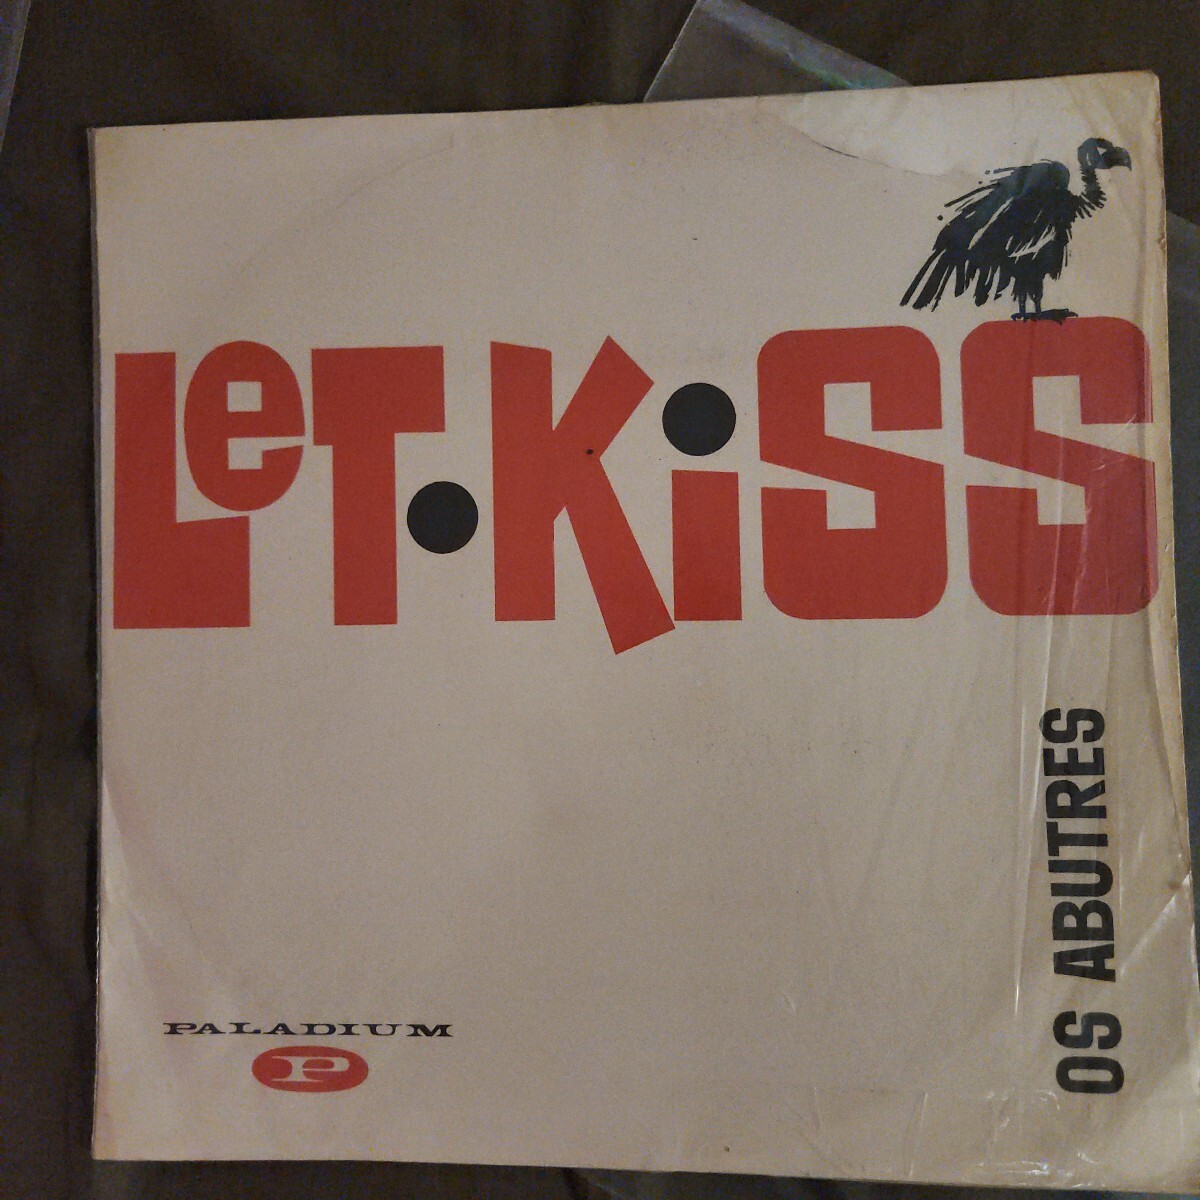 LeT·KiSS
OS ABUTRES
PALADIUM
P